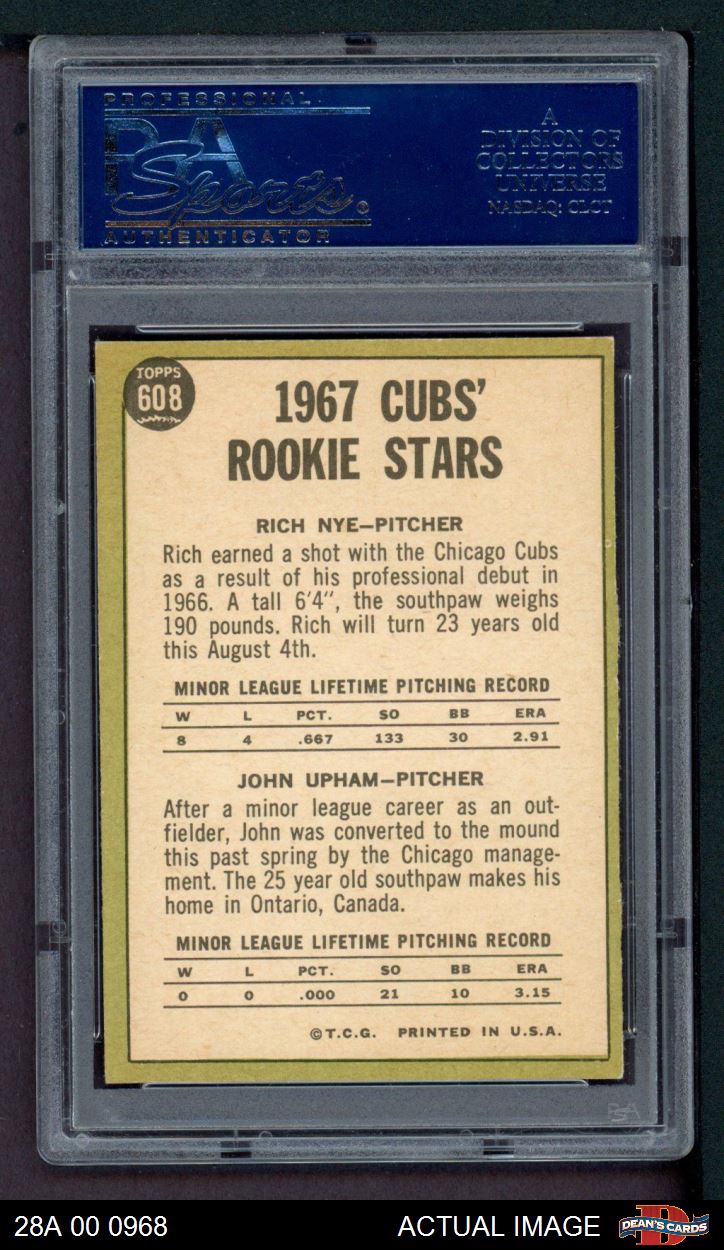 PROFESSIONAL
PSA
Sports
AUTHENTICATOR
A
DIVISION OF
COLLECTORS
UNIVERSE
NASDAQ: CLCT
TOPPS
608
1967 CUBS'
ROOKIE STARS
RICH NYE—PITCHER
Rich earned a shot with the Chicago Cubs
as a result of his professional debut in
1966. A tall 6'4", the southpaw weighs
190 pounds. Rich will turn 23 years old
this August 4th.
MINOR LEAGUE LIFETIME PITCHING RECORD
W L PCT. SO BB ERA
8 4 .667 133 30 2.91
JOHN UPHAM—PITCHER
After a minor league career as an out-
fielder, John was converted to the mound
this past spring by the Chicago manage-
ment. The 25 year old southpaw makes his
home in Ontario, Canada.
MINOR LEAGUE LIFETIME PITCHING RECORD
W L PCT. SO BB ERA
0 0 .000 21 10 3.15
©T.C.G. PRINTED IN U.S.A.
PSA
28A 00 0968 ACTUAL IMAGE DEAN'S CARDS